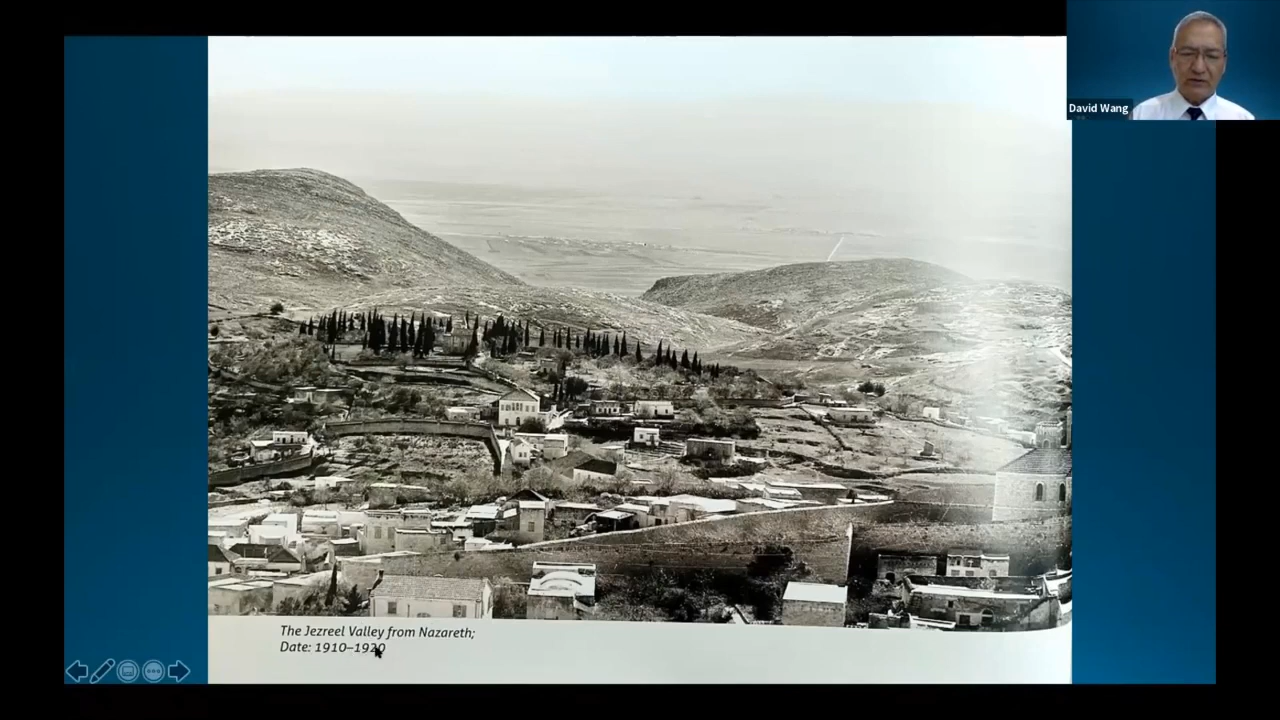 David Wang
The Jezreel Valley from Nazareth;
Date: 1910–1920